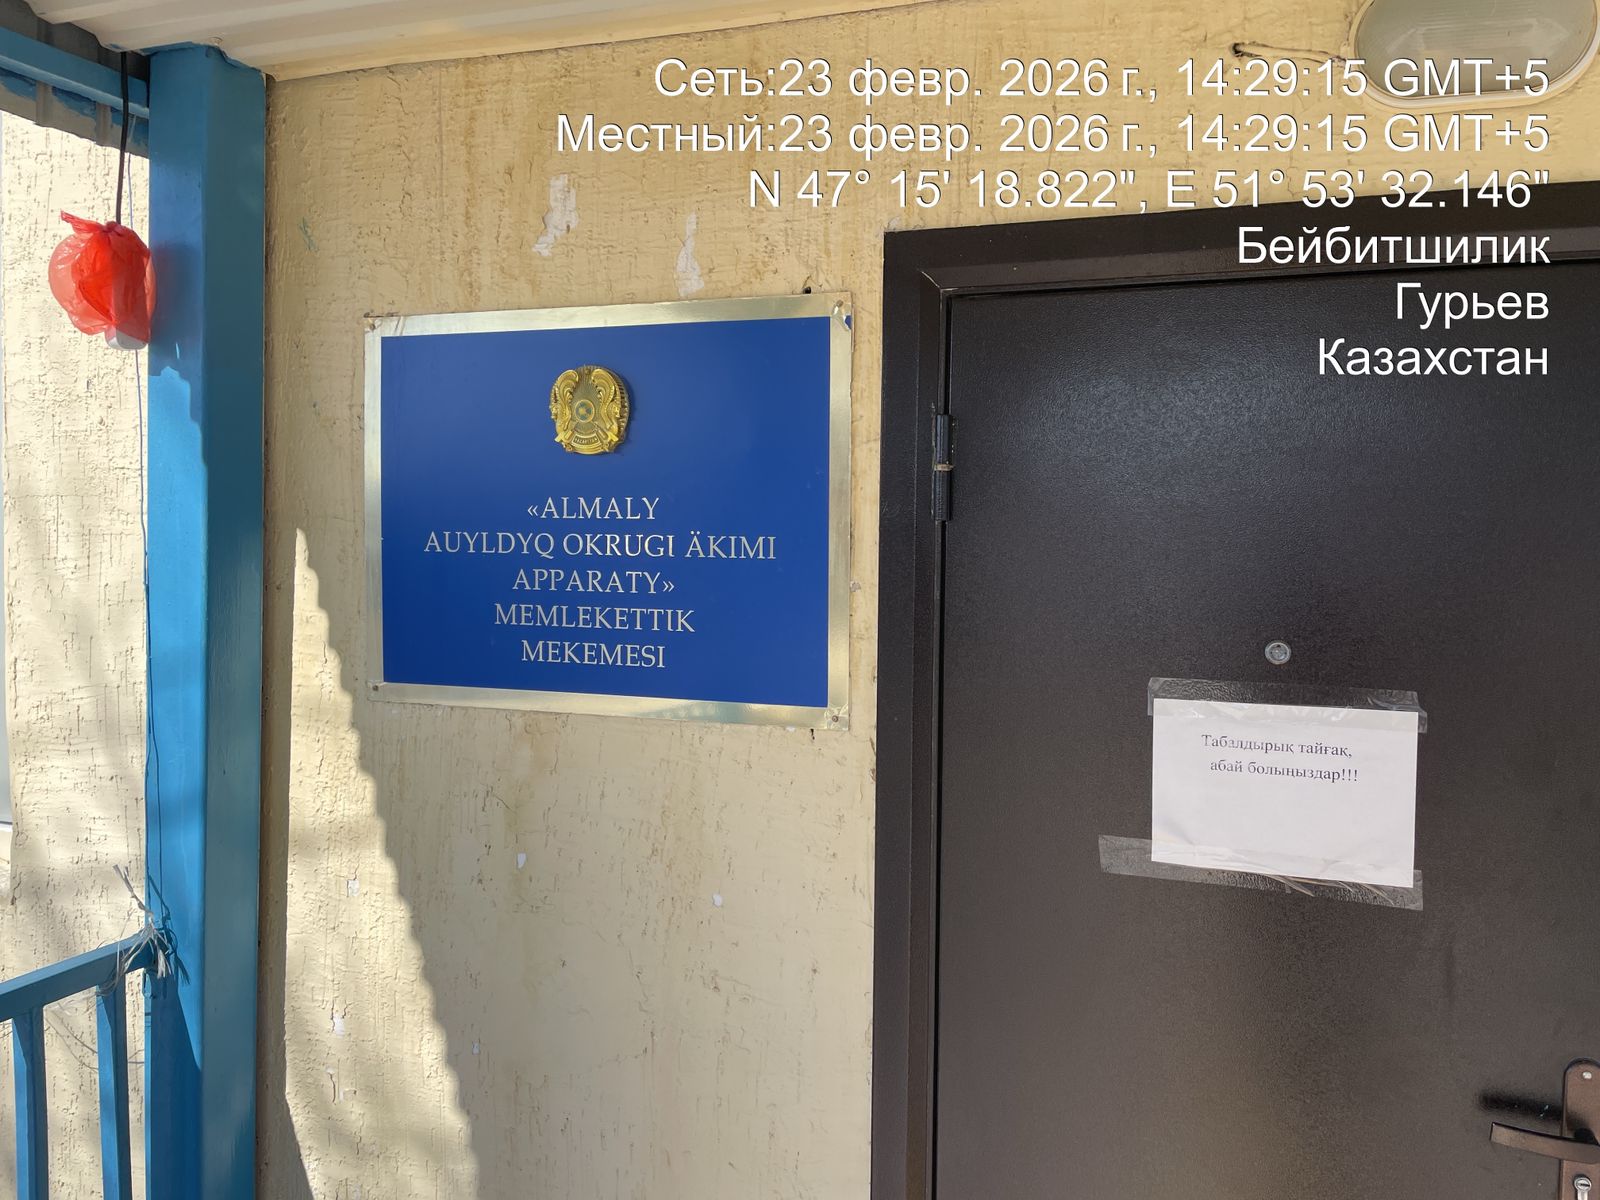 Сеть:23 февр. 2026 г., 14:29:15 GMT+5
Местный:23 февр. 2026 г., 14:29:15 GMT+5
N 47° 15' 18.822", E 51° 53' 32.146"
Бейбитшилик
Гурьев
Казахстан
«ALMALY
AUYLDYQ OKRUGI ÄKIMI
APPARATY»
MEMLEKETTIK
MEKEMESI
Табалдырық тайғақ,
абай болыңыздар!!!